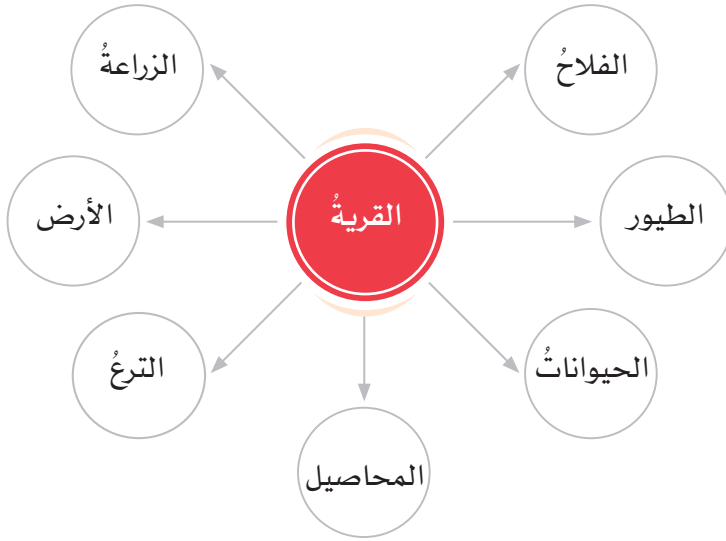 الفلاحُ
الزراعةُ
القريةُ
الطيور
الأرض
الحيواناتُ
الترعُ
المحاصيل